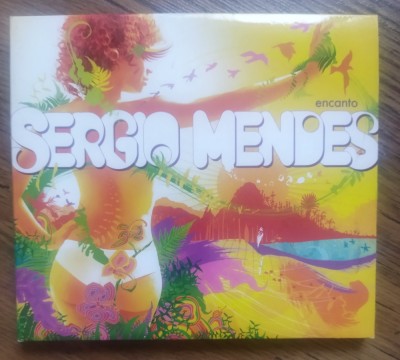 encanto
SERGIO MENDES